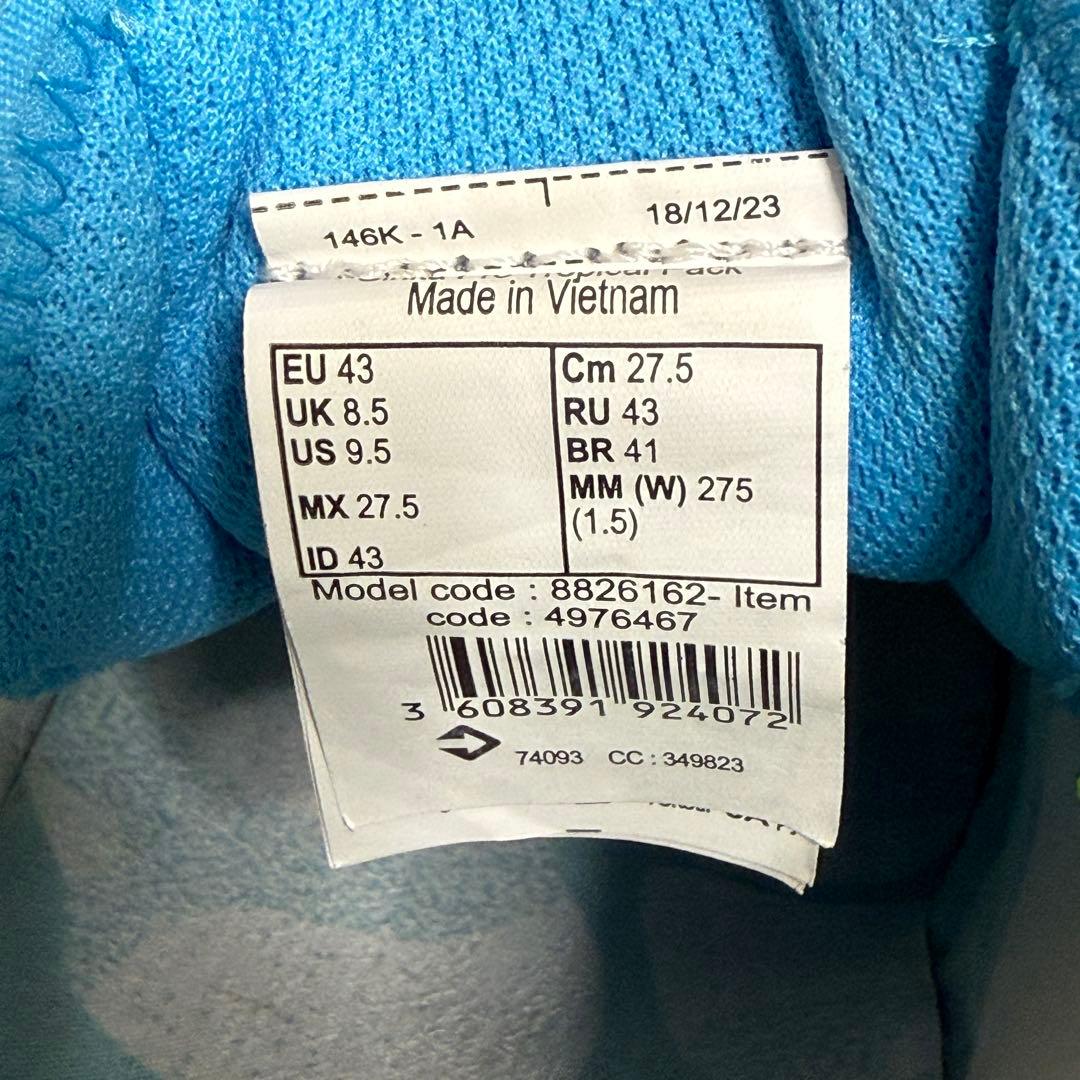 146K - 1A
18/12/23
Tropical Pack
Made in Vietnam
EU 43
UK 8.5
US 9.5
MX 27.5
ID 43
Cm 27.5
RU 43
BR 41
MM (W) 275
(1.5)
Model code : 8826162- Item
code : 4976467
3 608391 924072
74093 CC : 349823